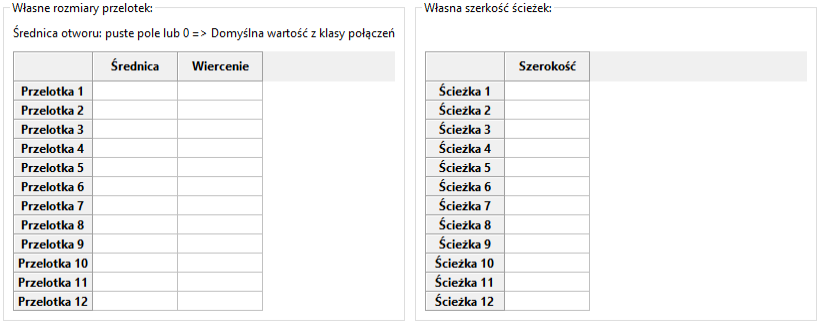 Własne rozmiary przelotek:
Średnica otworu: puste pole lub 0 => Domyślna wartość z klasy połączeń
Średnica Wiercenie
Przelotka 1
Przelotka 2
Przelotka 3
Przelotka 4
Przelotka 5
Przelotka 6
Przelotka 7
Przelotka 8
Przelotka 9
Przelotka 10
Przelotka 11
Przelotka 12
Własna szerkość ścieżek:
Szerokość
Ścieżka 1
Ścieżka 2
Ścieżka 3
Ścieżka 4
Ścieżka 5
Ścieżka 6
Ścieżka 7
Ścieżka 8
Ścieżka 9
Ścieżka 10
Ścieżka 11
Ścieżka 12